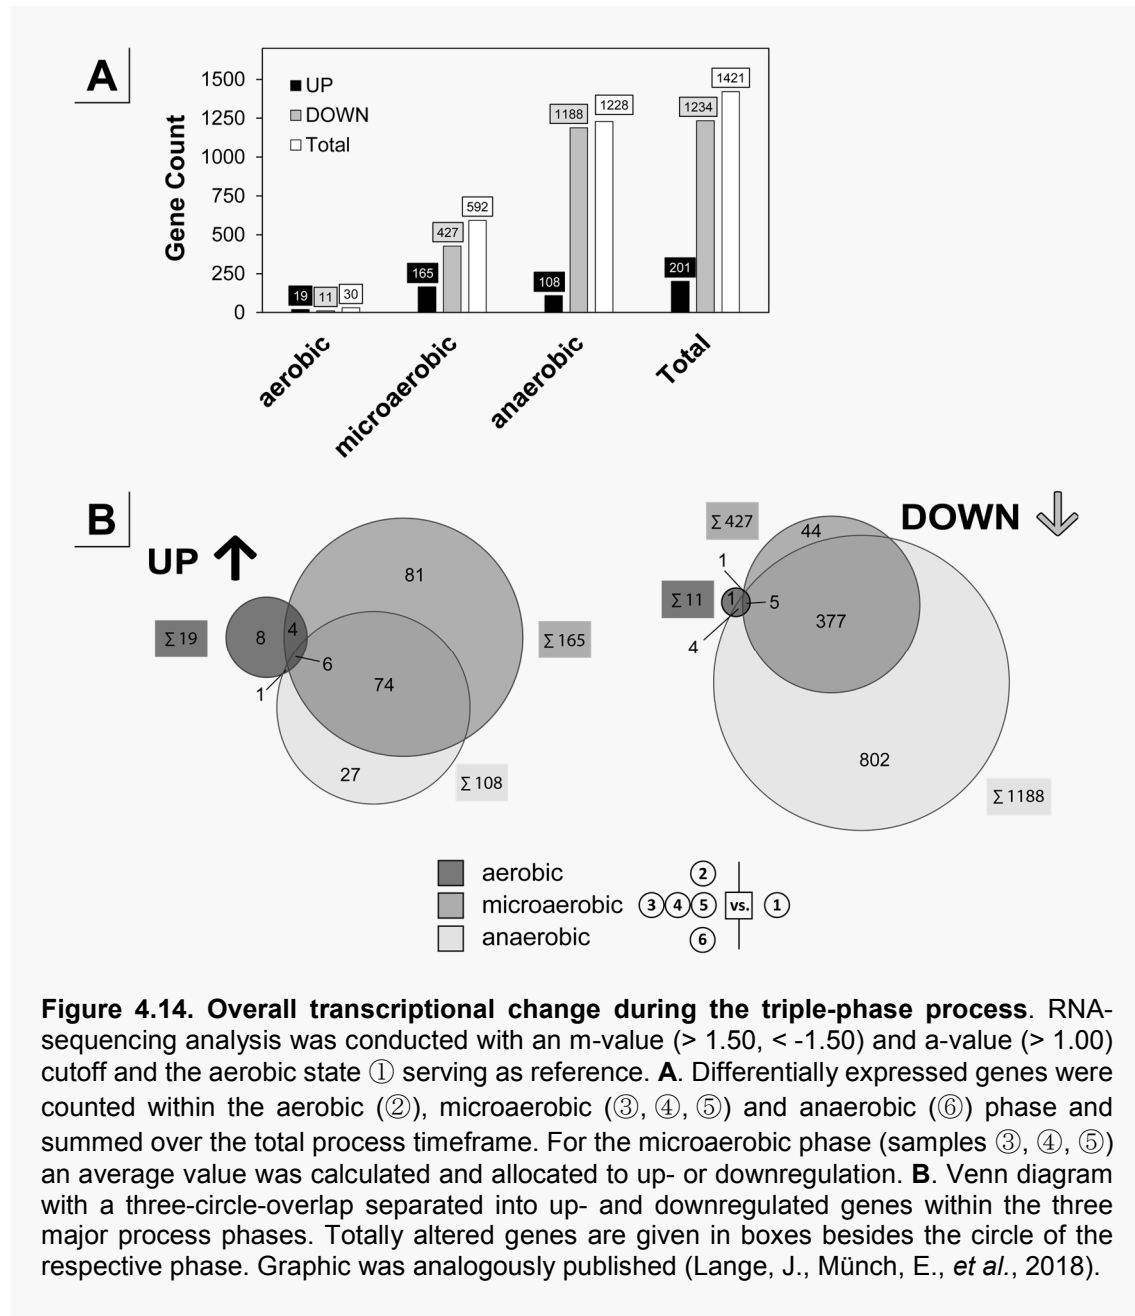 A
UP
DOWN
Total
Gene Count
1500
1250
1000
750
500
250
0
19
11
30
165
427
592
108
1188
1228
201
1234
1421
aerobic
microaerobic
anaerobic
Total
B
UP
Σ 19
8
4
6
1
81
74
27
Σ 165
Σ 108
DOWN
Σ 427
44
1
Σ 11
1
5
4
377
802
Σ 1188
aerobic ②
microaerobic ③④⑤ vs. ①
anaerobic ⑥
Figure 4.14. Overall transcriptional change during the triple-phase process. RNA-
sequencing analysis was conducted with an m-value (> 1.50, < -1.50) and a-value (> 1.00)
cutoff and the aerobic state ① serving as reference. A. Differentially expressed genes were
counted within the aerobic (②), microaerobic (③, ④, ⑤) and anaerobic (⑥) phase and
summed over the total process timeframe. For the microaerobic phase (samples ③, ④, ⑤)
an average value was calculated and allocated to up- or downregulation. B. Venn diagram
with a three-circle-overlap separated into up- and downregulated genes within the three
major process phases. Totally altered genes are given in boxes besides the circle of the
respective phase. Graphic was analogously published (Lange, J., Münch, E., et al., 2018).